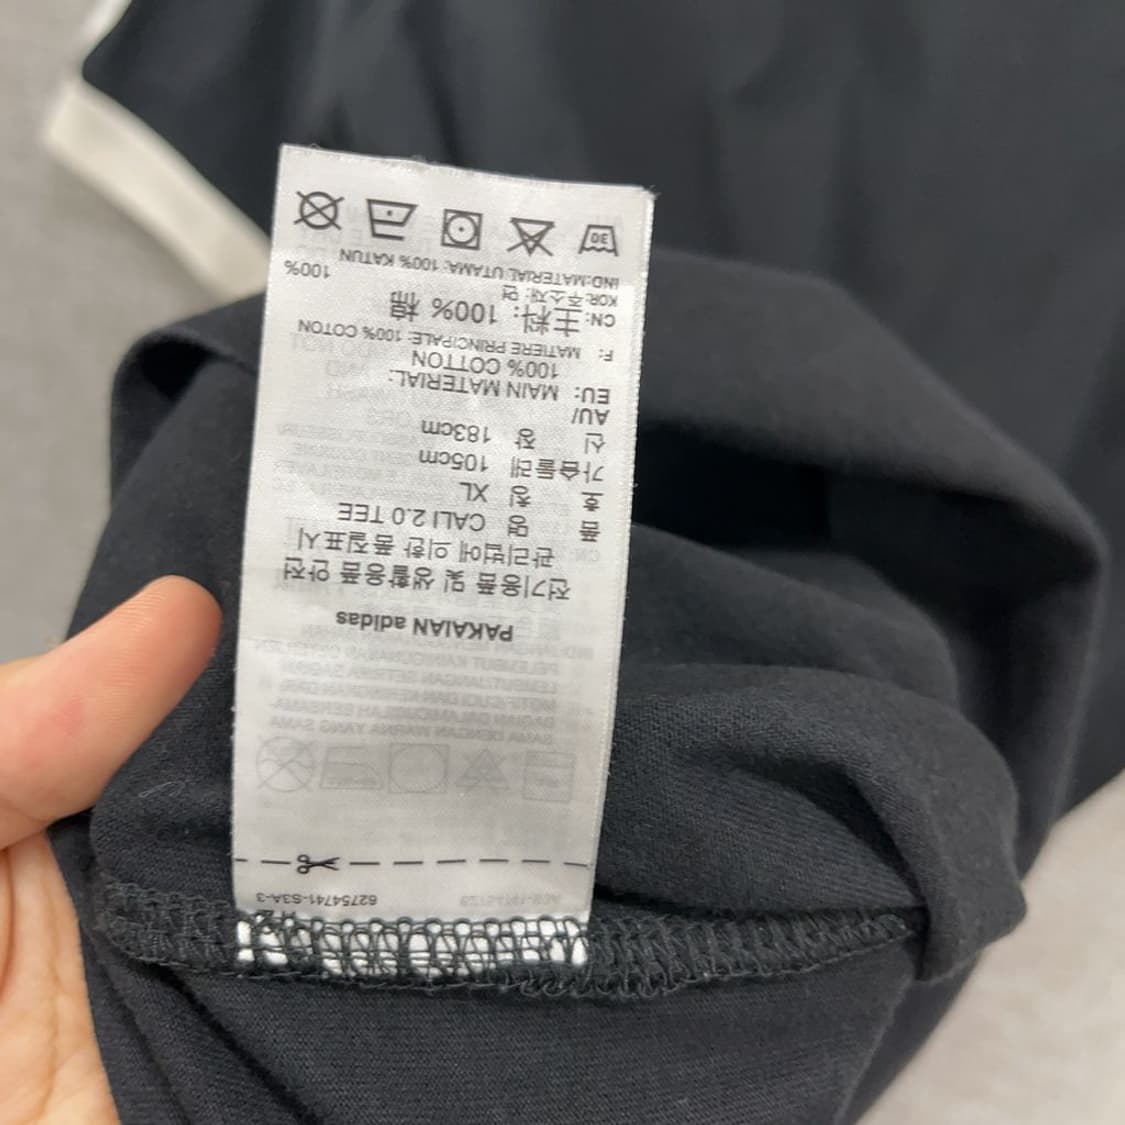 62754741-S3A-3
PAKAIAN adidas
전기용품 및 생활용품 안전
관리법에 의한 품질표시
품 명 CALI 2.0 TEE
호 칭 XL
가슴둘레 105cm
신 장 183cm
AU/
EU: MAIN MATERIAL:
100% COTTON
F: MATIERE PRINCIPALE: 100% COTON
CN: 主料: 100% 棉
KOR:주소재: 면 100%
IND:MATERIAL UTAMA: 100% KATUN
30